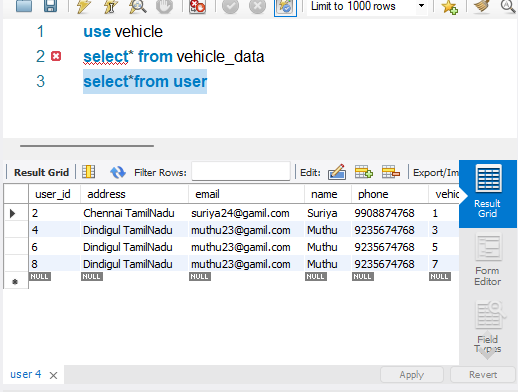 Limit to 1000 rows
1 use vehicle
2 select* from vehicle_data
3 select*from user
Result Grid Filter Rows: Edit: Export/Im
user_id address email name phone vehic
2 Chennai TamilNadu suriya24@gamil.com Suriya 9908874768 1
4 Dindigul TamilNadu muthu23@gamil.com Muthu 9235674768 3
6 Dindigul TamilNadu muthu23@gamil.com Muthu 9235674768 5
8 Dindigul TamilNadu muthu23@gamil.com Muthu 9235674768 7
NULL NULL NULL NULL NULL NULL
Result
Grid
Form
Editor
Field
Types
user 4 Apply Revert